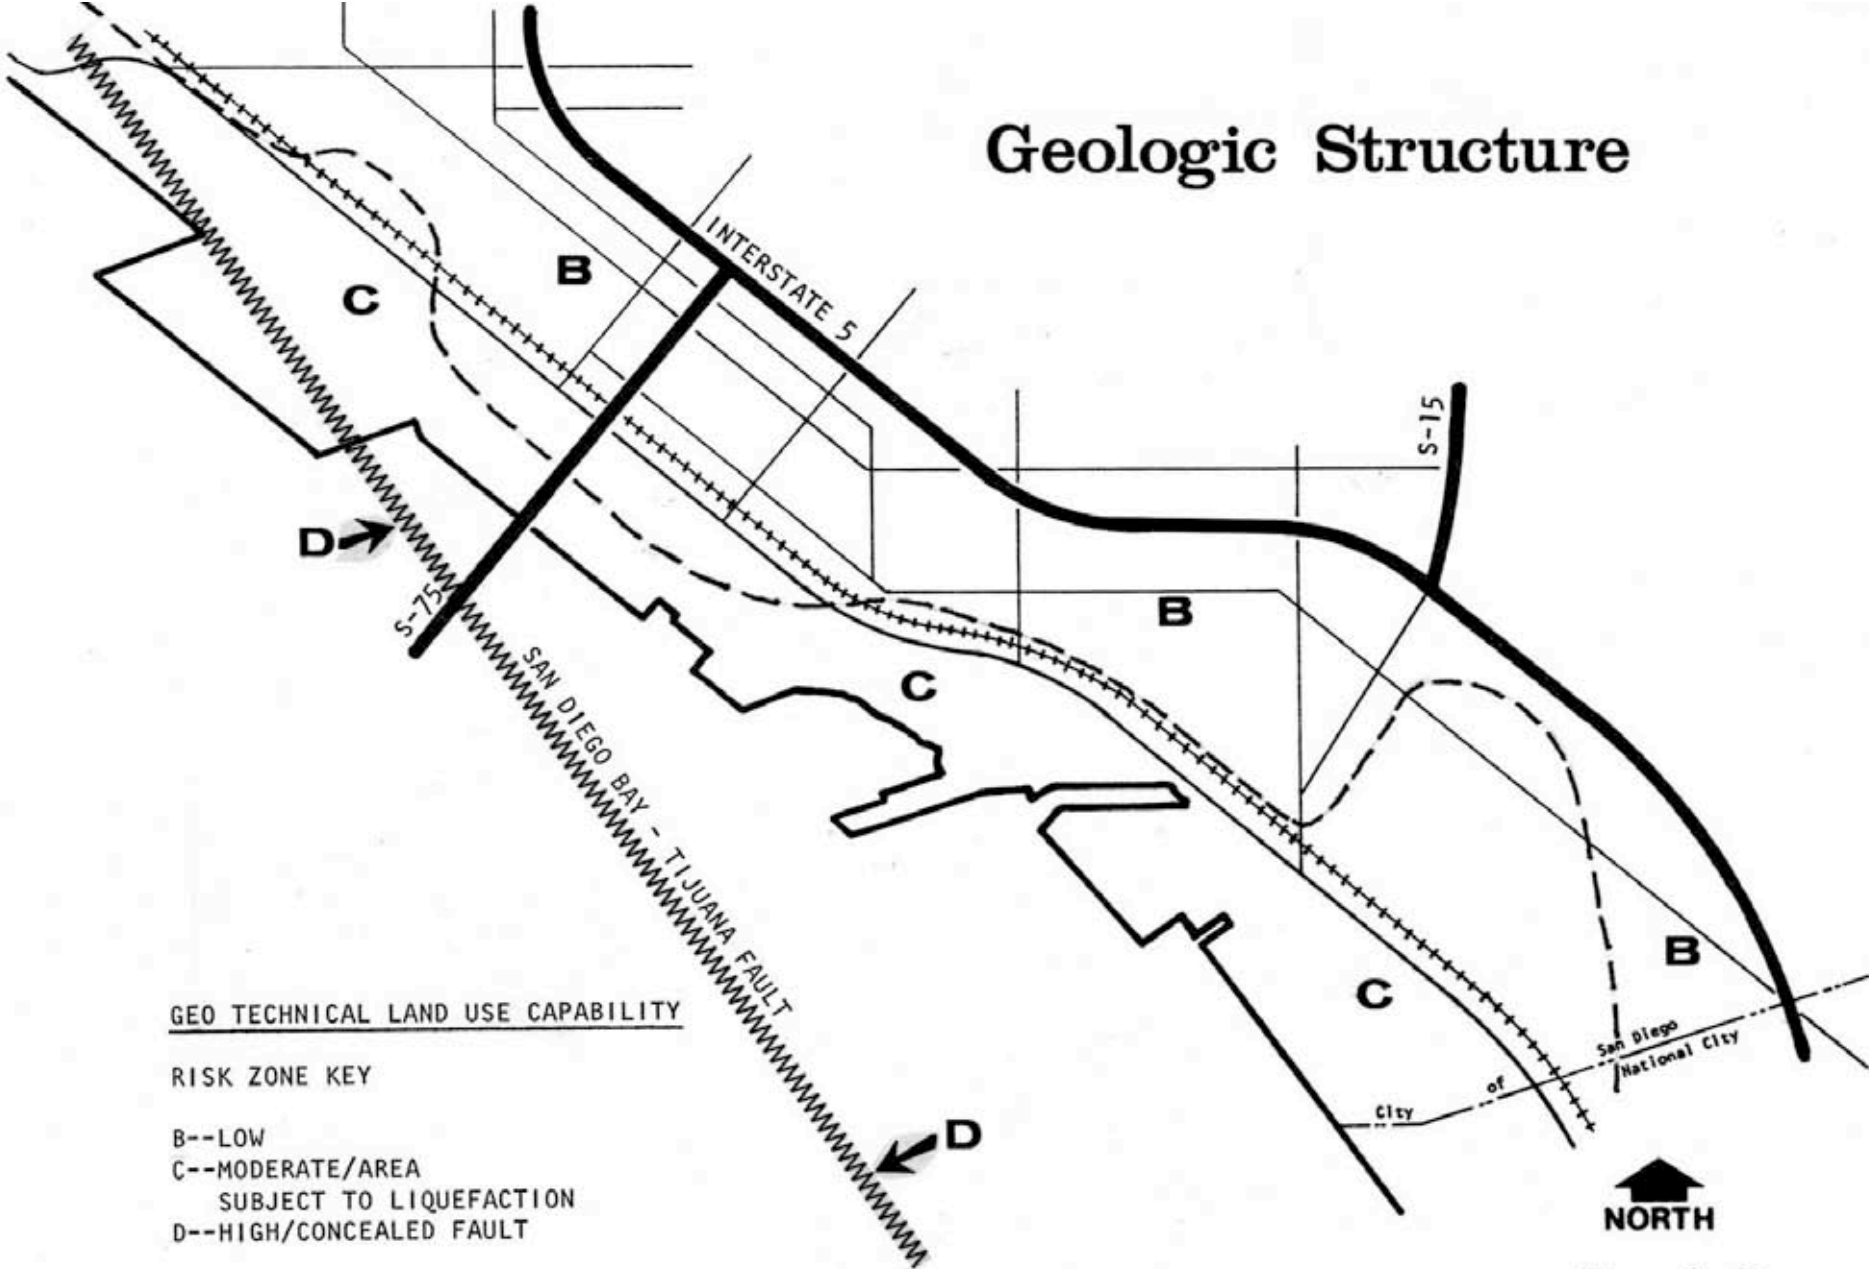 Geologic Structure
INTERSTATE 5
B
C
S-15
D
S-75
B
SAN DIEGO BAY - TIJUANA FAULT
C
B
C
San Diego
National City
City of
D
GEO TECHNICAL LAND USE CAPABILITY
RISK ZONE KEY
B--LOW
C--MODERATE/AREA
SUBJECT TO LIQUEFACTION
D--HIGH/CONCEALED FAULT
NORTH